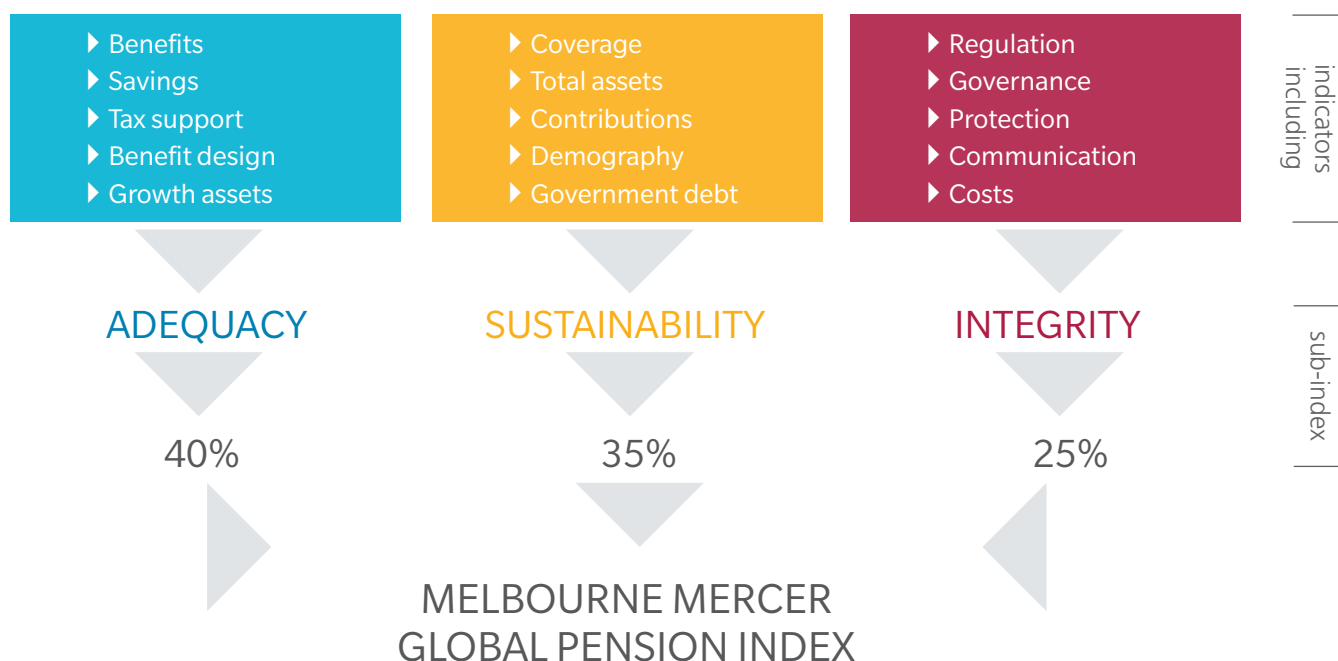 Benefits
Savings
Tax support
Benefit design
Growth assets
Coverage
Total assets
Contributions
Demography
Government debt
Regulation
Governance
Protection
Communication
Costs
indicators
including
ADEQUACY
SUSTAINABILITY
INTEGRITY
sub-index
40%
35%
25%
MELBOURNE MERCER
GLOBAL PENSION INDEX